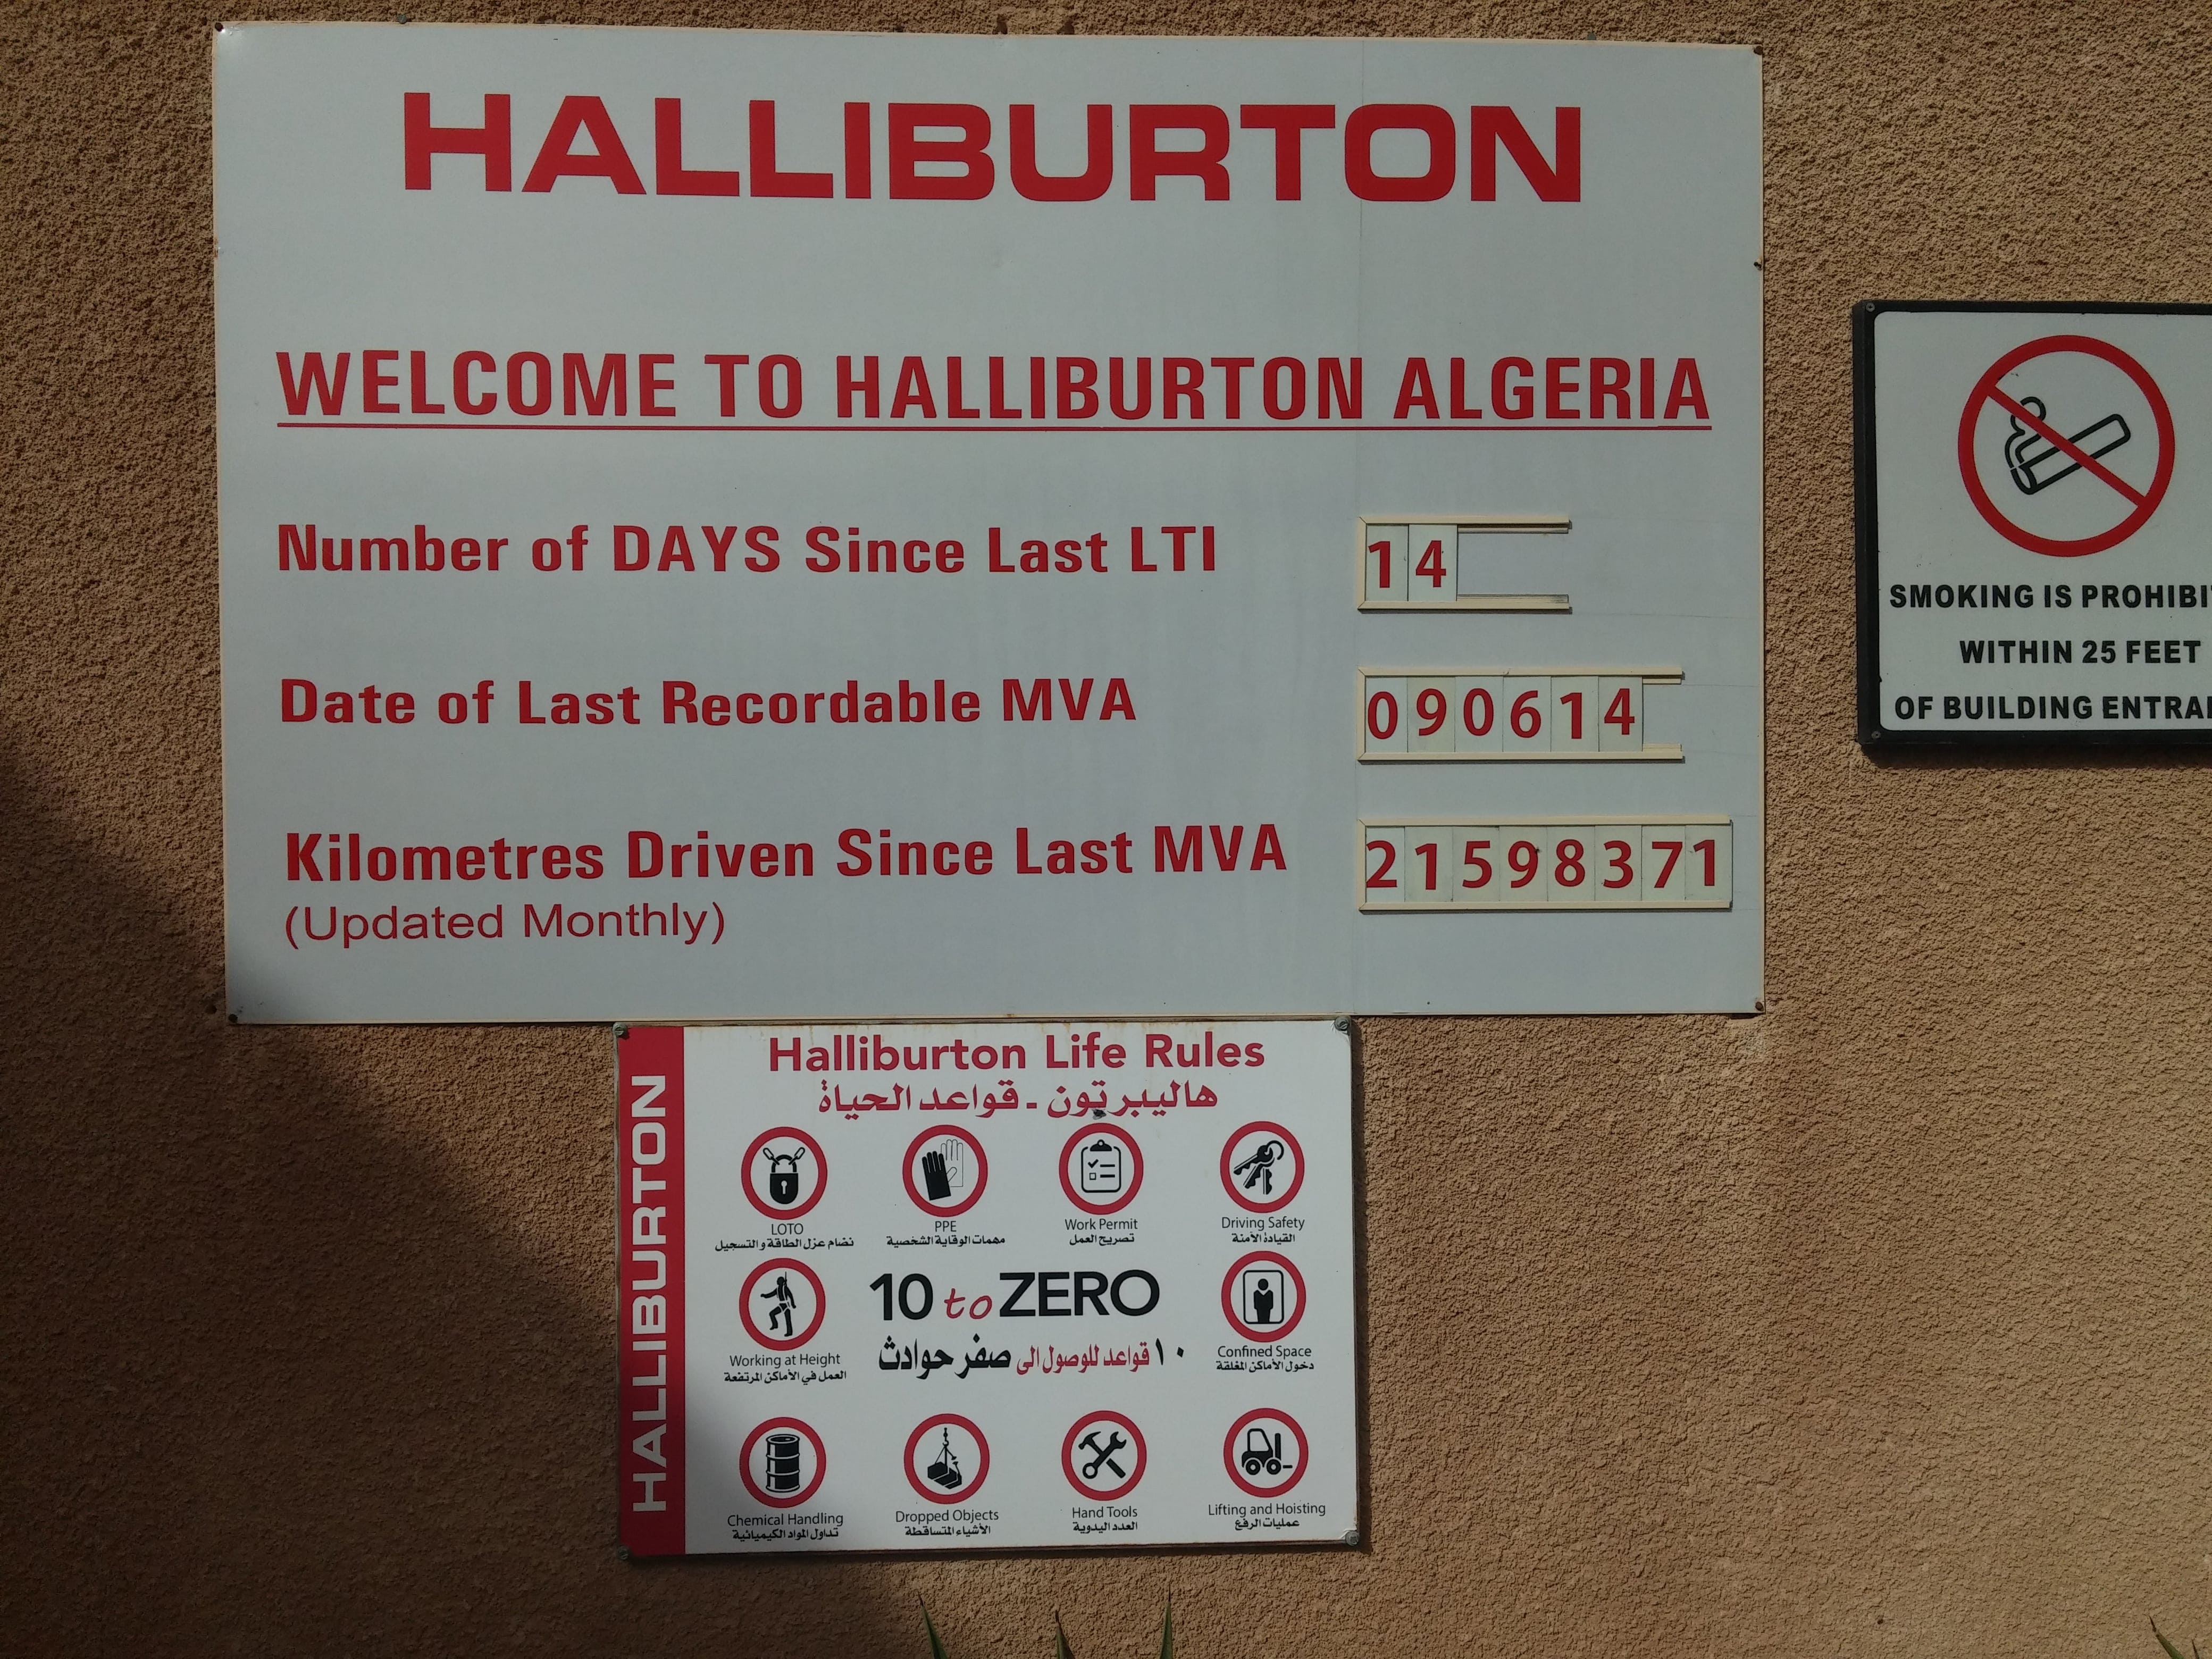 HALLIBURTON
WELCOME TO HALLIBURTON ALGERIA
Number of DAYS Since Last LTI 14
Date of Last Recordable MVA 090614
Kilometres Driven Since Last MVA 21598371
(Updated Monthly)
SMOKING IS PROHIBI
WITHIN 25 FEET
OF BUILDING ENTRA
HALLIBURTON
Halliburton Life Rules
هاليبرتون - قواعد الحياة
LOTO
نضام عزل الطاقة و التسجيل
PPE
مهمات الوقاية الشخصية
Work Permit
تصريح العمل
Driving Safety
القيادة الأمنة
Working at Height
العمل في الأماكن المرتفعة
10 to ZERO
١٠ قواعد للوصول الى صفر حوادث
Confined Space
دخول الأماكن المغلقة
Chemical Handling
تداول المواد الكيميائية
Dropped Objects
الأشياء المتساقطة
Hand Tools
العدد اليدوية
Lifting and Hoisting
عمليات الرفع